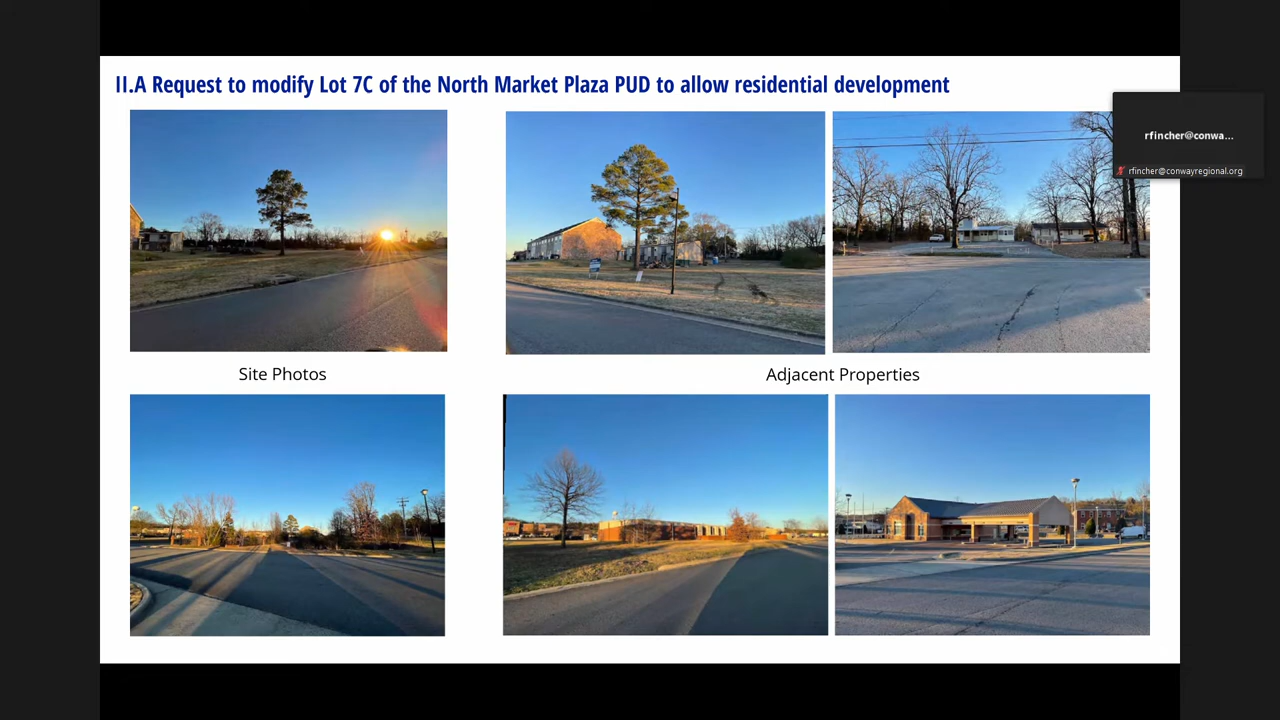 II.A Request to modify Lot 7C of the North Market Plaza PUD to allow residential development
rfincher@conwa...
rfincher@conwayregional.org
Site Photos
Adjacent Properties